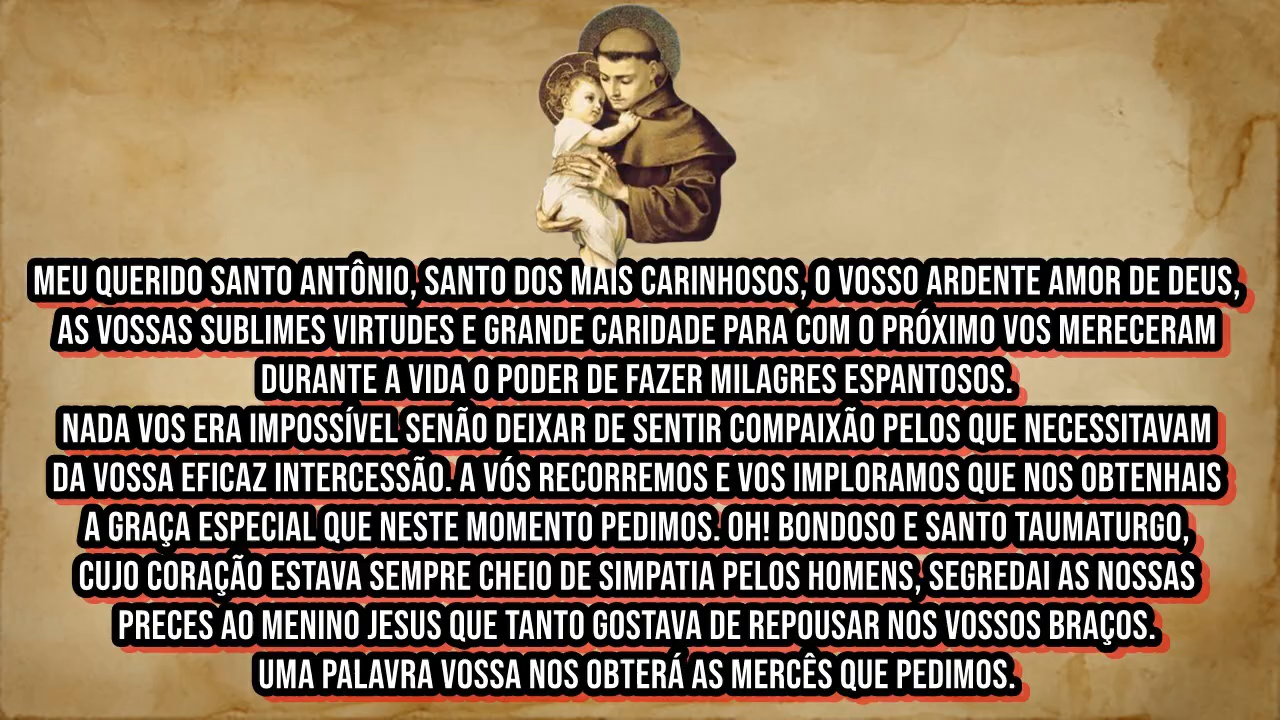 MEU QUERIDO SANTO ANTÔNIO, SANTO DOS MAIS CARINHOSOS, O VOSSO ARDENTE AMOR DE DEUS,
AS VOSSAS SUBLIMES VIRTUDES E GRANDE CARIDADE PARA COM O PRÓXIMO VOS MERECERAM
DURANTE A VIDA O PODER DE FAZER MILAGRES ESPANTOSOS.
NADA VOS ERA IMPOSSÍVEL SENÃO DEIXAR DE SENTIR COMPAIXÃO PELOS QUE NECESSITAVAM
DA VOSSA EFICAZ INTERCESSÃO. A VÓS RECORREMOS E VOS IMPLORAMOS QUE NOS OBTENHAIS
A GRAÇA ESPECIAL QUE NESTE MOMENTO PEDIMOS. OH! BONDOSO E SANTO TAUMATURGO,
CUJO CORAÇÃO ESTAVA SEMPRE CHEIO DE SIMPATIA PELOS HOMENS, SEGREDAI AS NOSSAS
PRECES AO MENINO JESUS QUE TANTO GOSTAVA DE REPOUSAR NOS VOSSOS BRAÇOS.
UMA PALAVRA VOSSA NOS OBTERÁ AS MERCÊS QUE PEDIMOS.